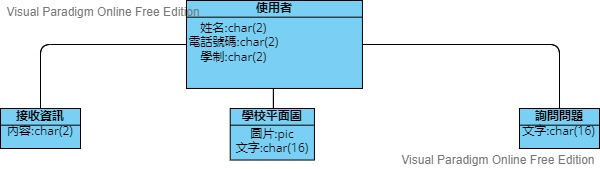 Visual Paradigm Online Free Edition
使用者
姓名:char(2)
電話號碼:char(2)
學制:char(2)
接收資訊
內容:char(2)
學校平面圖
圖片:pic
文字:char(16)
詢問問題
文字:char(16)
Visual Paradigm Online Free Edition